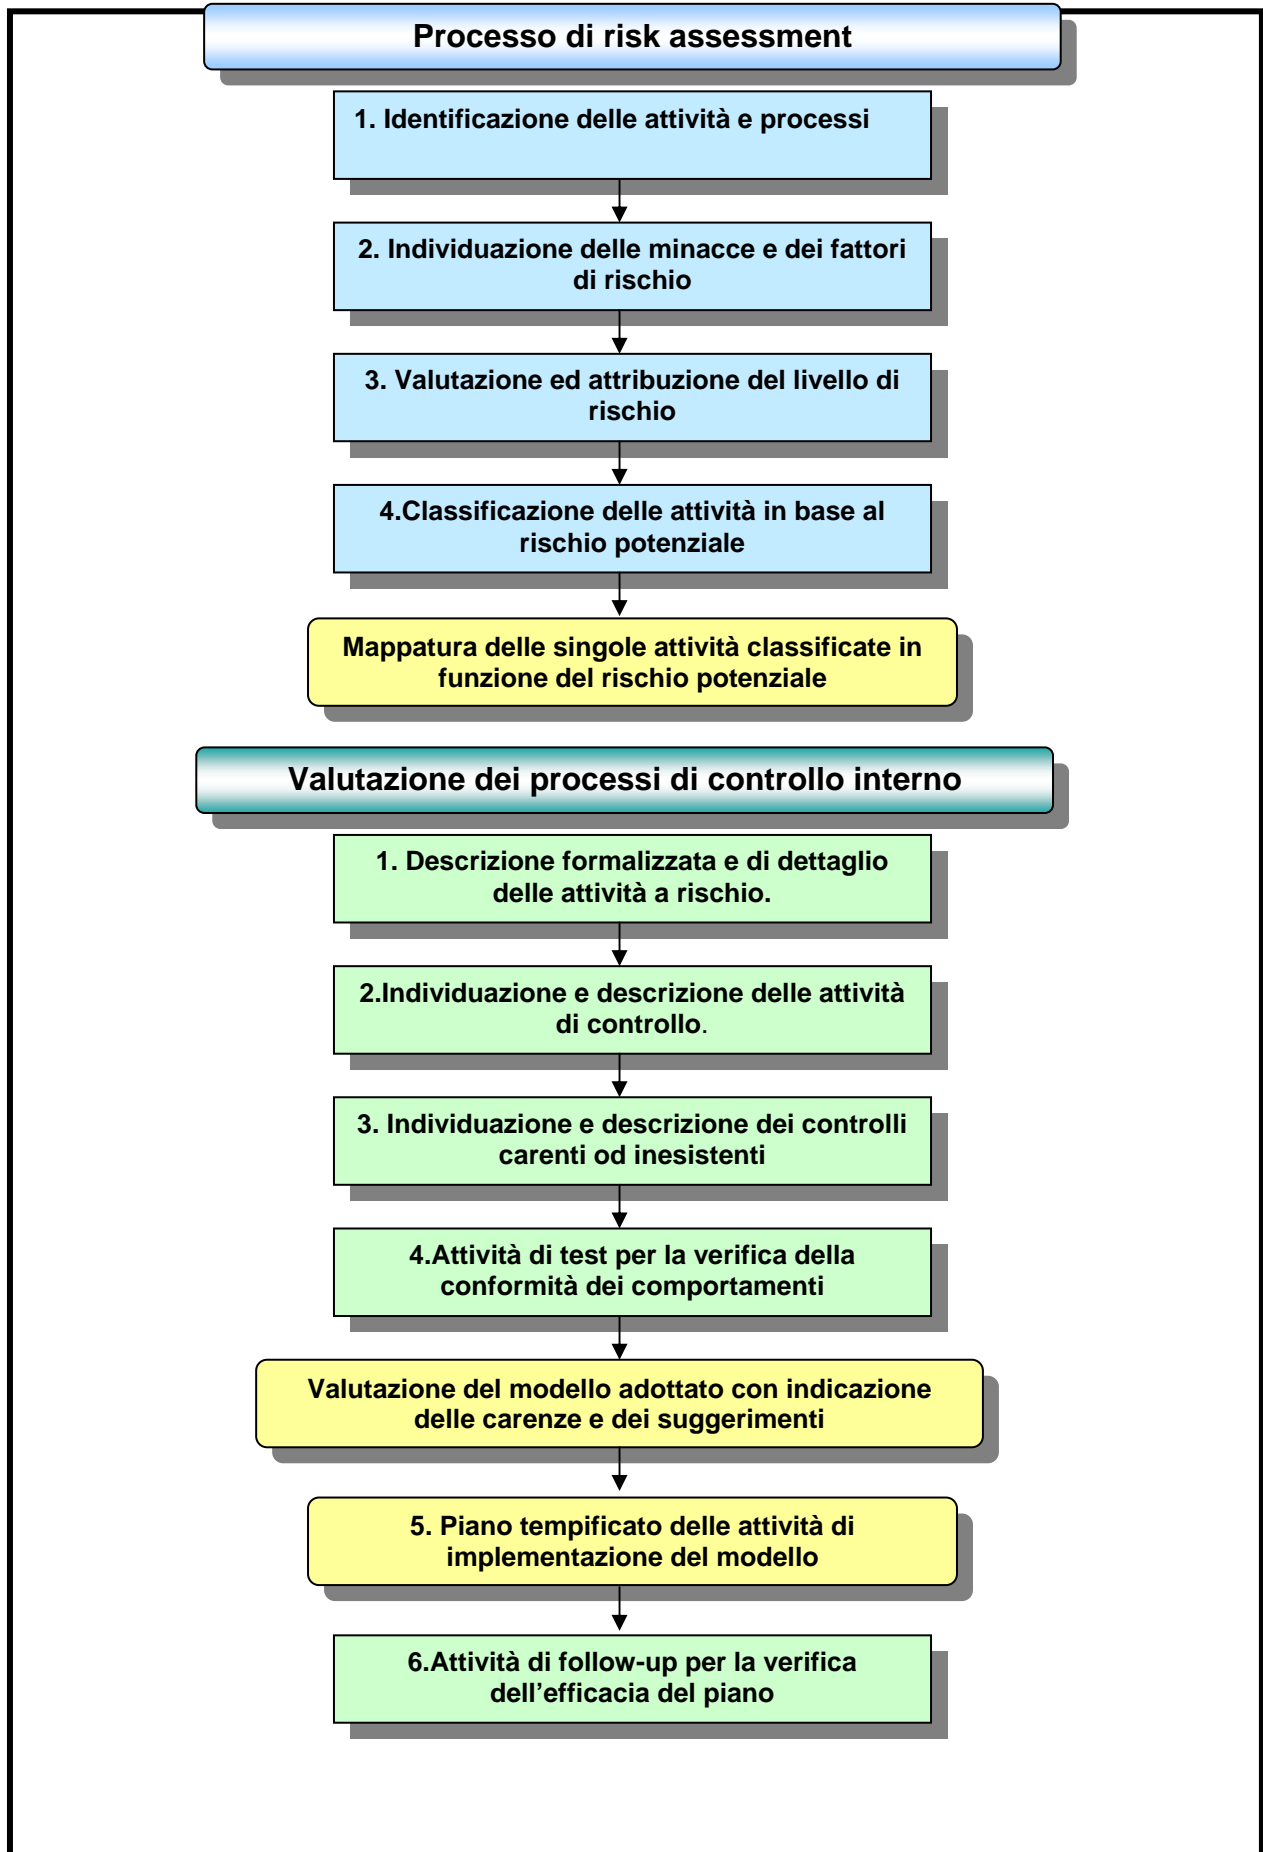 Processo di risk assessment
1. Identificazione delle attività e processi
2. Individuazione delle minacce e dei fattori
di rischio
3. Valutazione ed attribuzione del livello di
rischio
4.Classificazione delle attività in base al
rischio potenziale
Mappatura delle singole attività classificate in
funzione del rischio potenziale
Valutazione dei processi di controllo interno
1. Descrizione formalizzata e di dettaglio
delle attività a rischio.
2.Individuazione e descrizione delle attività
di controllo.
3. Individuazione e descrizione dei controlli
carenti od inesistenti
4.Attività di test per la verifica della
conformità dei comportamenti
Valutazione del modello adottato con indicazione
delle carenze e dei suggerimenti
5. Piano tempificato delle attività di
implementazione del modello
6.Attività di follow-up per la verifica
dell’efficacia del piano